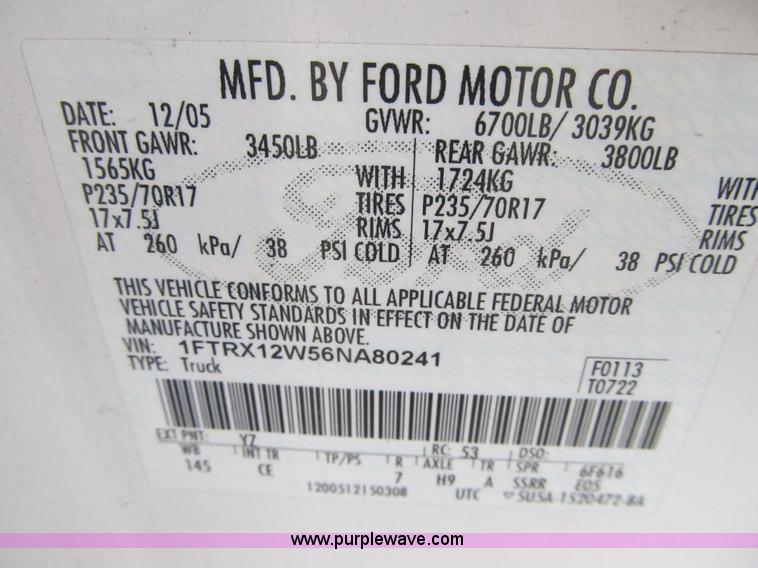 MFD. BY FORD MOTOR CO.
DATE: 12/05 GVWR: 6700LB/ 3039KG
FRONT GAWR: 3450LB REAR GAWR: 3800LB
1565KG WITH 1724KG WITH
P235/70R17 TIRES P235/70R17 TIRES
17x7.5J RIMS 17x7.5J RIMS
AT 260 kPa/ 38 PSI COLD AT 260 kPa/ 38 PSI COLD
THIS VEHICLE CONFORMS TO ALL APPLICABLE FEDERAL MOTOR
VEHICLE SAFETY STANDARDS IN EFFECT ON THE DATE OF
MANUFACTURE SHOWN ABOVE.
VIN: 1FTRX12W56NA80241
TYPE: Truck
F0113
T0722
EXT PNT: YZ RC: 53 DSO:
WB INT TR TP/PS R AXLE TR SPR 6F616
145 CE 7 H9 A SSRR E05
1200512150308 UTC 5U5A-1520472-BA
www.purplewave.com